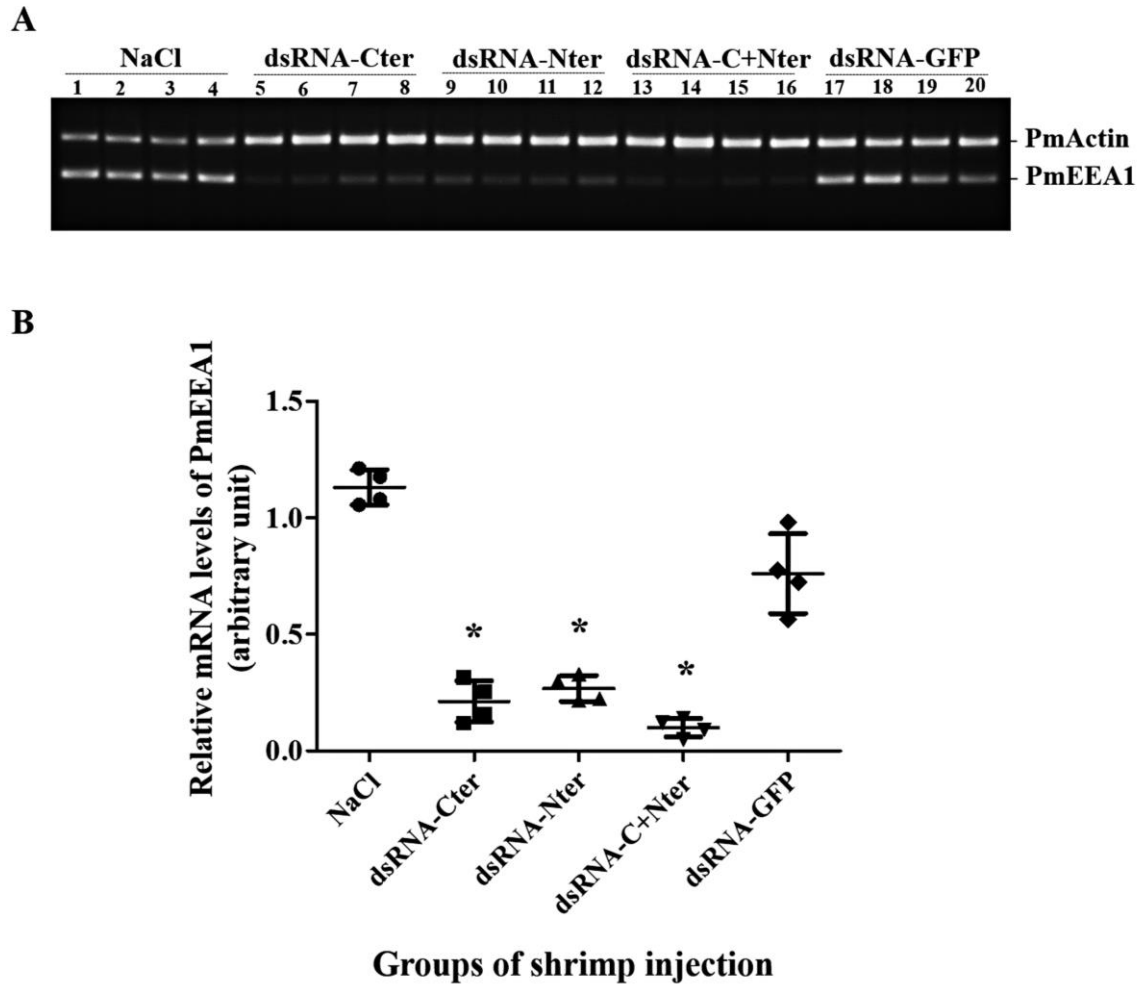 A
NaCl dsRNA-Cter dsRNA-Nter dsRNA-C+Nter dsRNA-GFP
1 2 3 4 5 6 7 8 9 10 11 12 13 14 15 16 17 18 19 20
PmActin
PmEEA1
B
Relative mRNA levels of PmEEA1
(arbitrary unit)
1.5
1.0
0.5
0.0
* * *
NaCl
dsRNA-Cter
dsRNA-Nter
dsRNA-C+Nter
dsRNA-GFP
Groups of shrimp injection